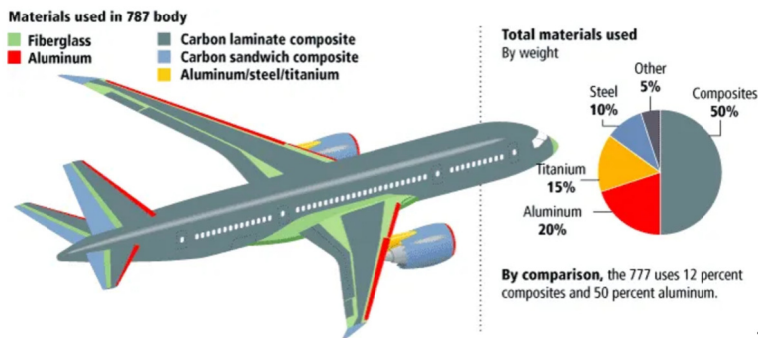 Materials used in 787 body
Fiberglass
Aluminum
Carbon laminate composite
Carbon sandwich composite
Aluminum/steel/titanium
Total materials used
By weight
Other
5%
Steel
10%
Composites
50%
Titanium
15%
Aluminum
20%
By comparison, the 777 uses 12 percent
composites and 50 percent aluminum.